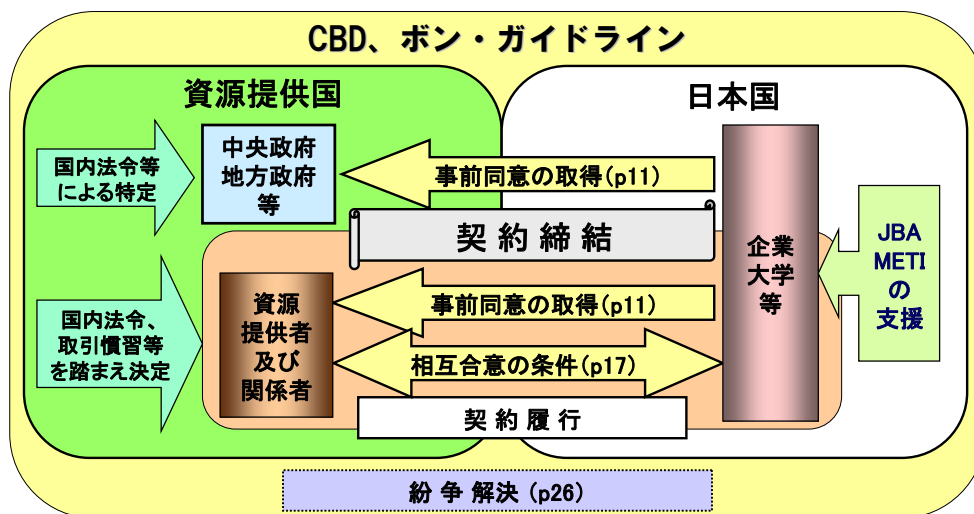 CBD、ボン・ガイドライン
資源提供国
日本国
国内法令等
による特定
中央政府
地方政府
等
事前同意の取得(p11)
契約締結
企業
大学
等
JBA
METI
の
支援
国内法令、
取引慣習等
を踏まえ決定
資源
提供者
及び
関係者
事前同意の取得(p11)
相互合意の条件(p17)
契約履行
紛争解決 (p26)